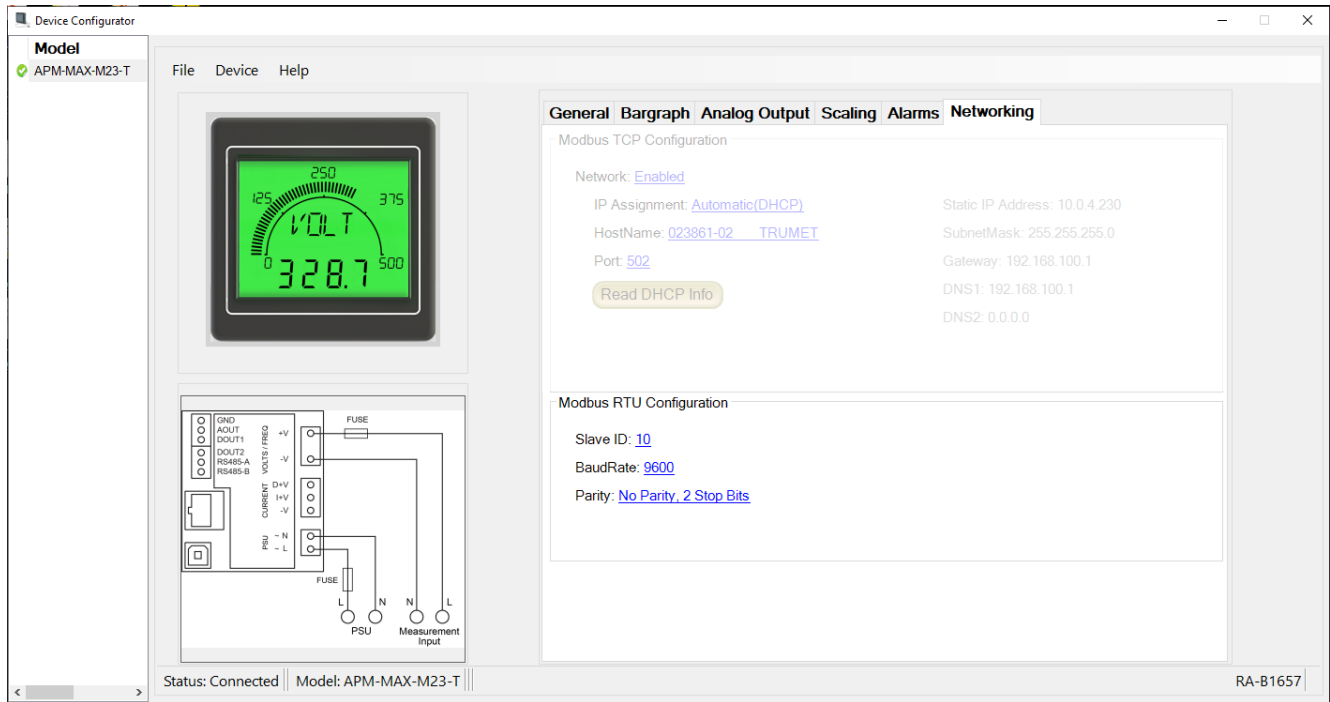 Device Configurator
Model
APM-MAX-M23-T
File Device Help
250
125 375
VOLT
0 500
328.7
GND
AOUT
DOUT1
DOUT2
RS485-A
RS485-B
VOLTS / FREQ
+V
-V
FUSE
CURRENT
D+V
I+V
-V
PSU
~ N
~ L
FUSE
L N N L
PSU Measurement
Input
General Bargraph Analog Output Scaling Alarms Networking
Modbus TCP Configuration
Network: Enabled
IP Assignment: Automatic(DHCP) Static IP Address: 10.0.4.230
HostName: 023861-02 TRUMET SubnetMask: 255.255.255.0
Port: 502 Gateway: 192.168.100.1
Read DHCP Info DNS1: 192.168.100.1
DNS2: 0.0.0.0
Modbus RTU Configuration
Slave ID: 10
BaudRate: 9600
Parity: No Parity, 2 Stop Bits
Status: Connected Model: APM-MAX-M23-T RA-B1657